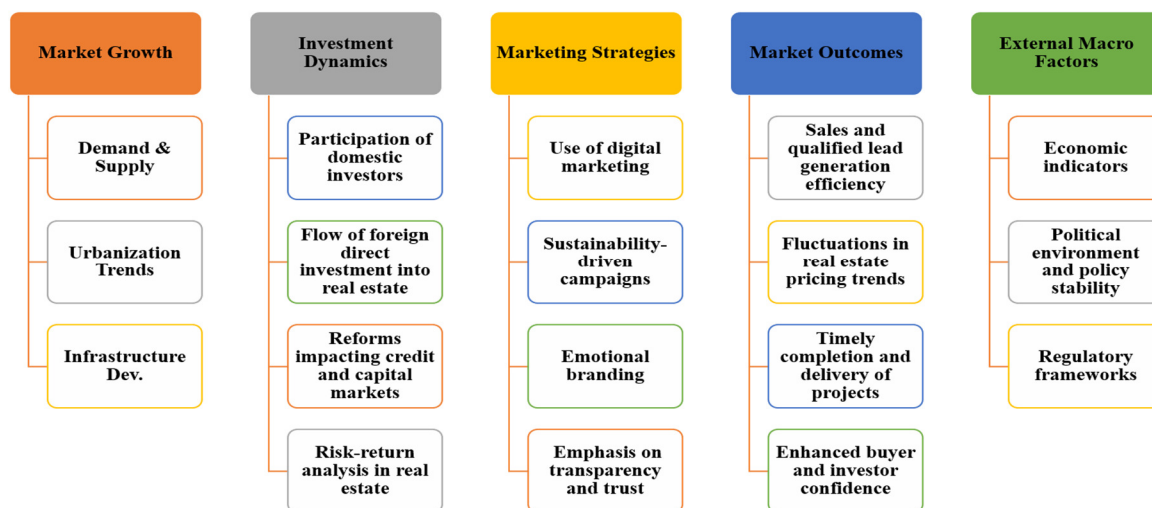 Market Growth
Demand &
Supply
Urbanization
Trends
Infrastructure
Dev.
Investment
Dynamics
Participation of
domestic
investors
Flow of foreign
direct
investment into
real estate
Reforms
impacting credit
and capital
markets
Risk-return
analysis in real
estate
Marketing Strategies
Use of digital
marketing
Sustainability-
driven
campaigns
Emotional
branding
Emphasis on
transparency
and trust
Market Outcomes
Sales and
qualified lead
generation
efficiency
Fluctuations in
real estate
pricing trends
Timely
completion and
delivery of
projects
Enhanced buyer
and investor
confidence
External Macro
Factors
Economic
indicators
Political
environment
and policy
stability
Regulatory
frameworks